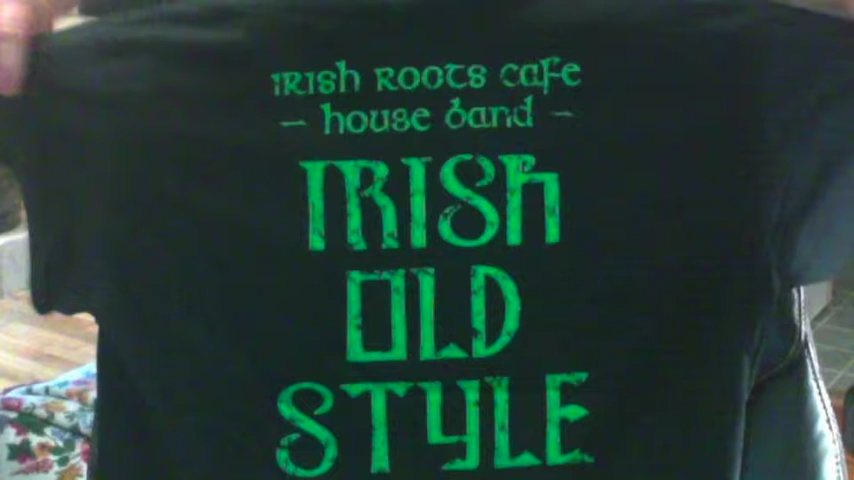 IRISh ROOTS cafe
- house band -
IRISh
OLD
STYLE